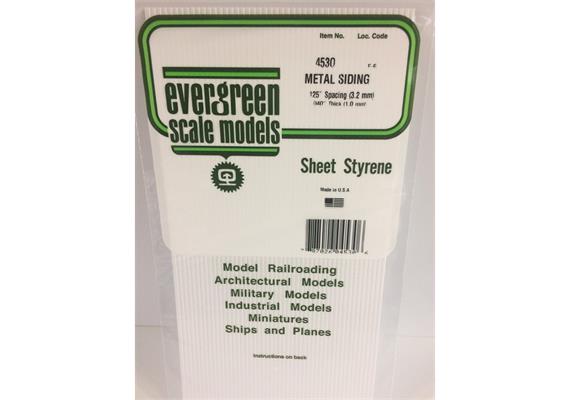 Item No. Loc. Code
4530
METAL SIDING
.125" Spacing (3.2 mm)
.040" Thick (1.0 mm)
evergreen
scale models
Sheet Styrene
Made in U.S.A
Model Railroading
Architectural Models
Military Models
Industrial Models
Miniatures
Ships and Planes
Instructions on back